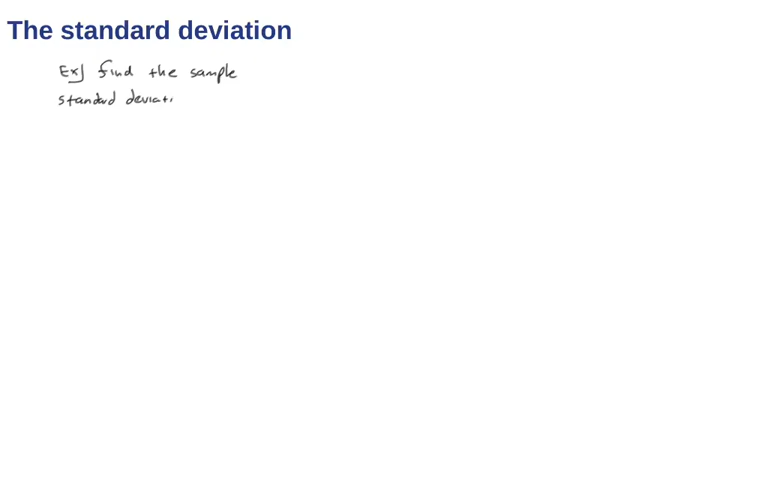 The standard deviation
Ex] find the sample
standard deviati